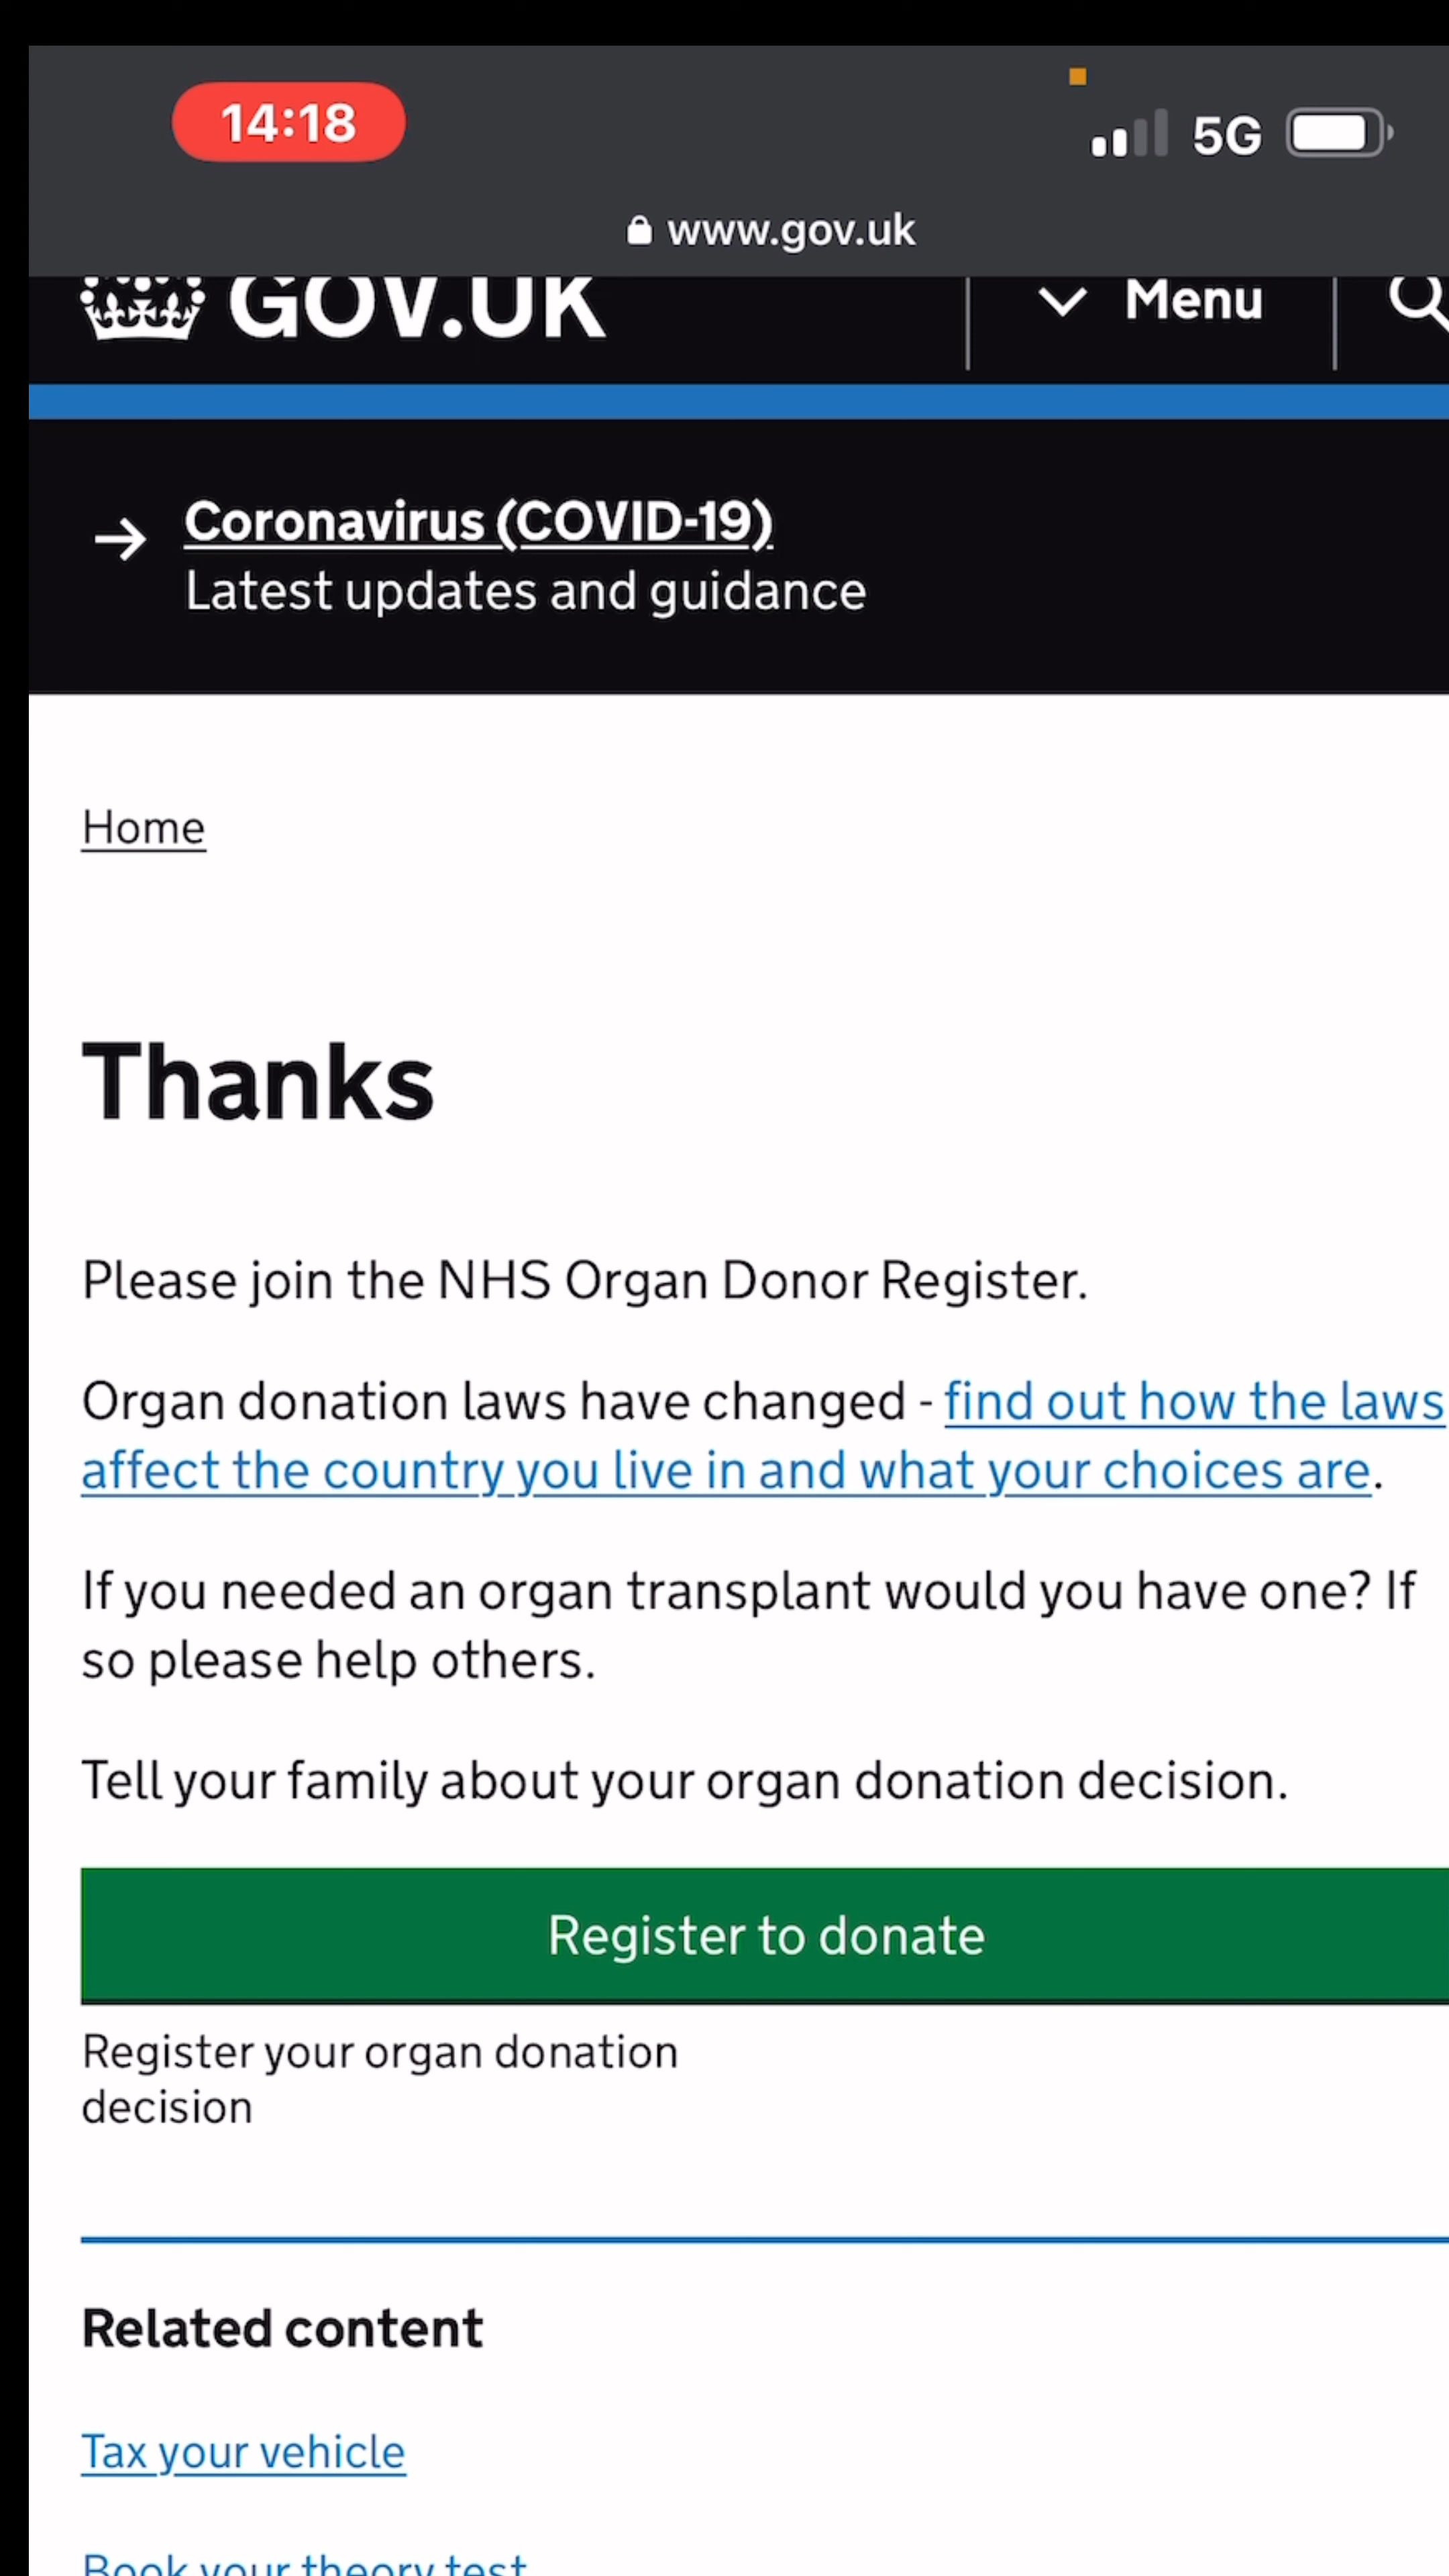 14:18
5G
www.gov.uk
GOV.UK
Menu
Coronavirus (COVID-19)
Latest updates and guidance
Home
Thanks
Please join the NHS Organ Donor Register.
Organ donation laws have changed - find out how the laws
affect the country you live in and what your choices are.
If you needed an organ transplant would you have one? If
so please help others.
Tell your family about your organ donation decision.
Register to donate
Register your organ donation
decision
Related content
Tax your vehicle
Book your theory test